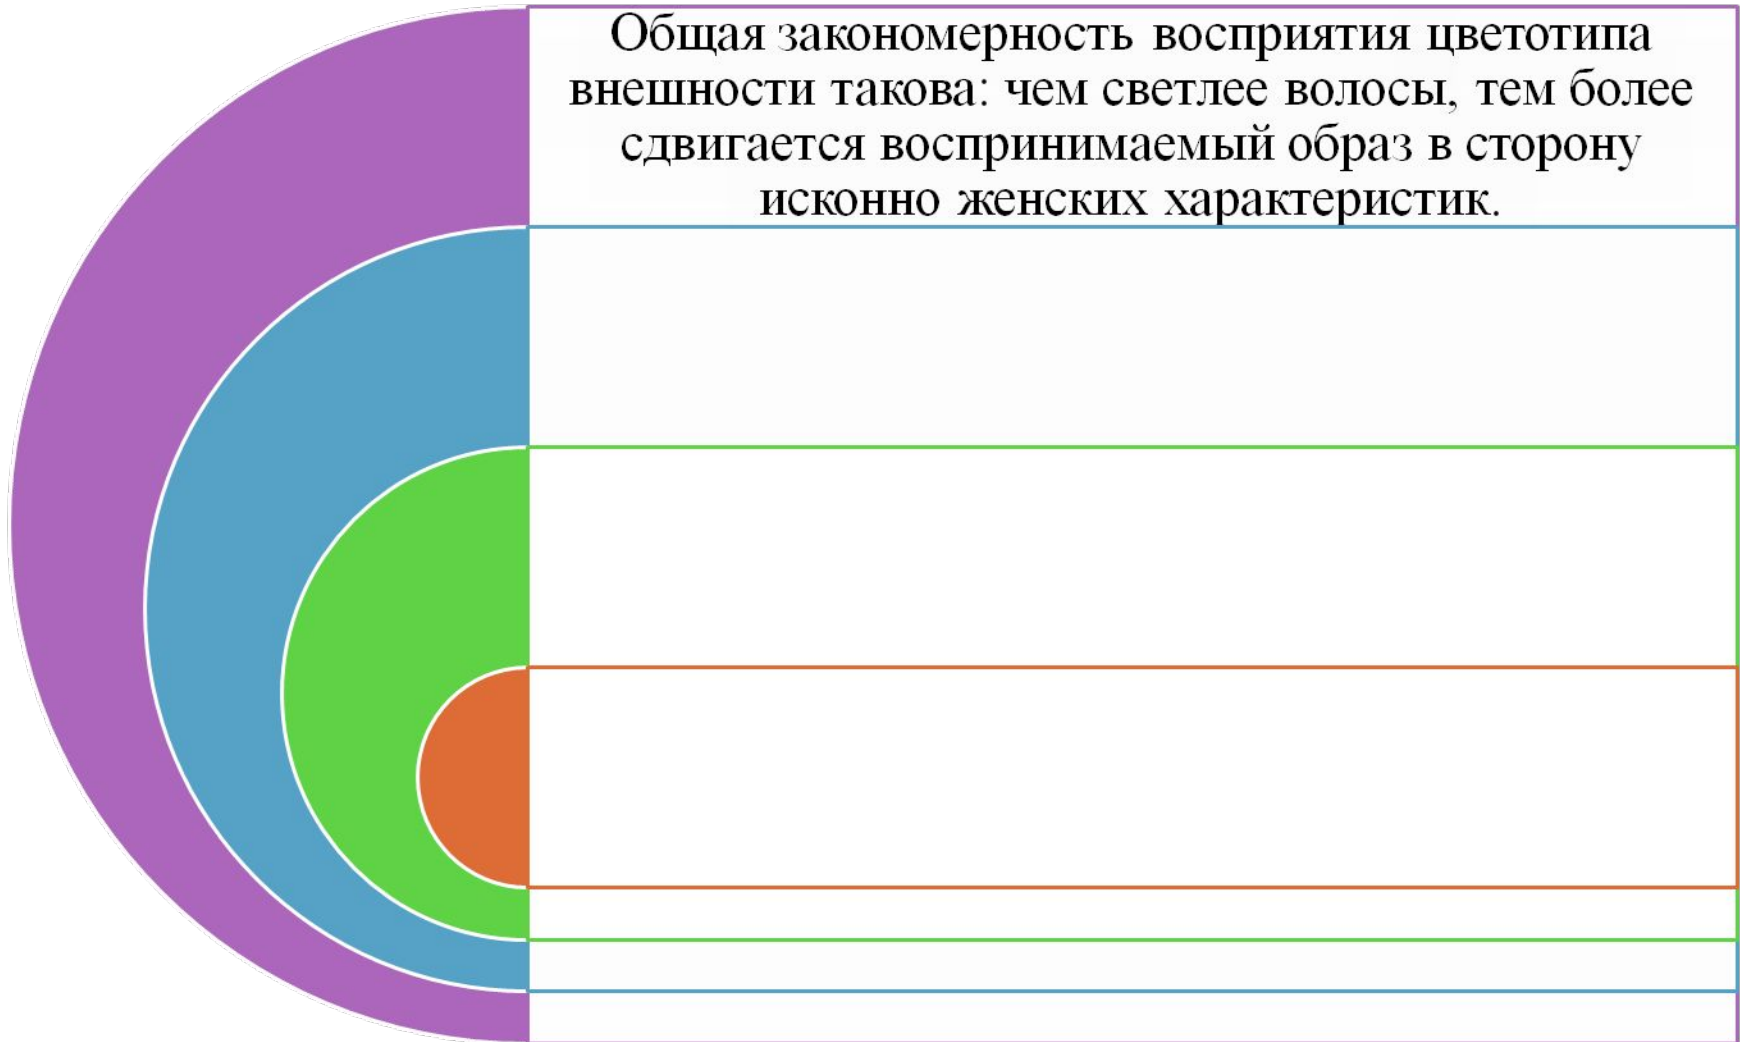 Общая закономерность восприятия цветотипа
внешности такова: чем светлее волосы, тем более
сдвигается воспринимаемый образ в сторону
исконно женских характеристик.